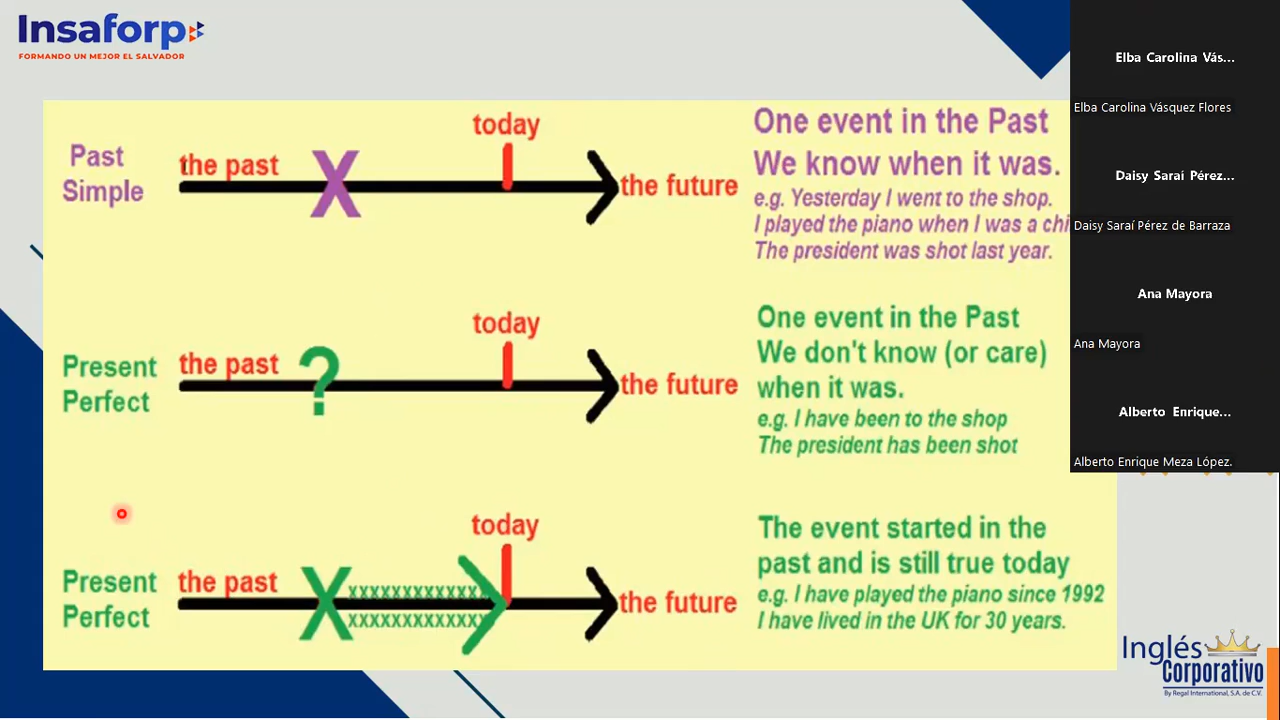 Insaforp
FORMANDO UN MEJOR EL SALVADOR
Past
Simple
the past
X
today
the future
One event in the Past
We know when it was.
e.g. Yesterday I went to the shop.
I played the piano when I was a chi
The president was shot last year.
Present
Perfect
the past
?
today
the future
One event in the Past
We don't know (or care)
when it was.
e.g. I have been to the shop
The president has been shot
Present
Perfect
the past
X
xxxxxxxxxxxxx
xxxxxxxxxxxxx
today
the future
The event started in the
past and is still true today
e.g. I have played the piano since 1992
I have lived in the UK for 30 years.
Elba Carolina Vás...
Elba Carolina Vásquez Flores
Daisy Saraí Pérez...
Daisy Saraí Pérez de Barraza
Ana Mayora
Ana Mayora
Alberto Enrique...
Alberto Enrique Meza López.
Inglés
Corporativo
By Regal International, S.A. de C.V.